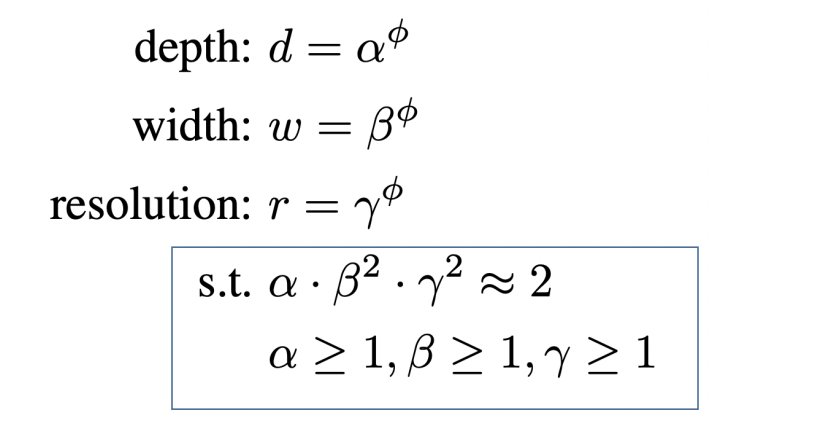 depth: d = α^ϕ
width: w = β^ϕ
resolution: r = γ^ϕ
s.t. α · β² · γ² ≈ 2
α ≥ 1, β ≥ 1, γ ≥ 1